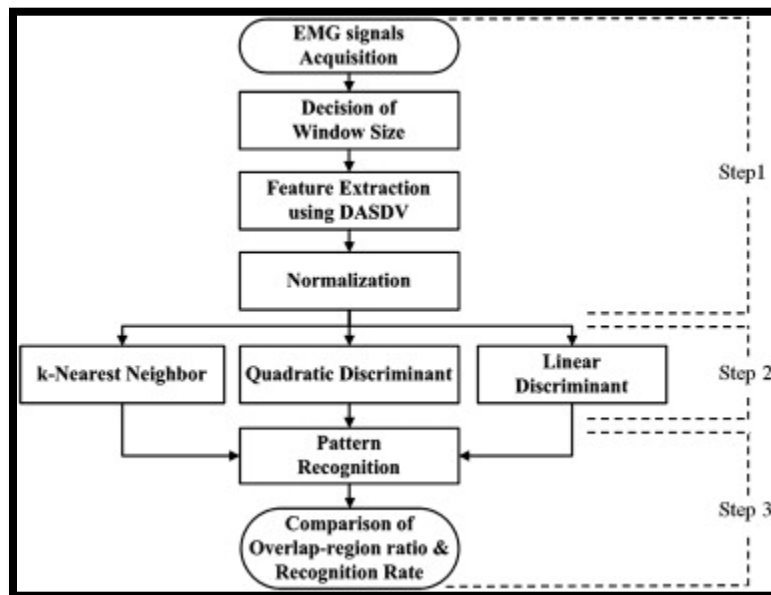 EMG signals
Acquisition
Decision of
Window Size
Feature Extraction
using DASDV
Step1
Normalization
k-Nearest Neighbor
Quadratic Discriminant
Linear
Discriminant
Step 2
Pattern
Recognition
Step 3
Comparison of
Overlap-region ratio &
Recognition Rate